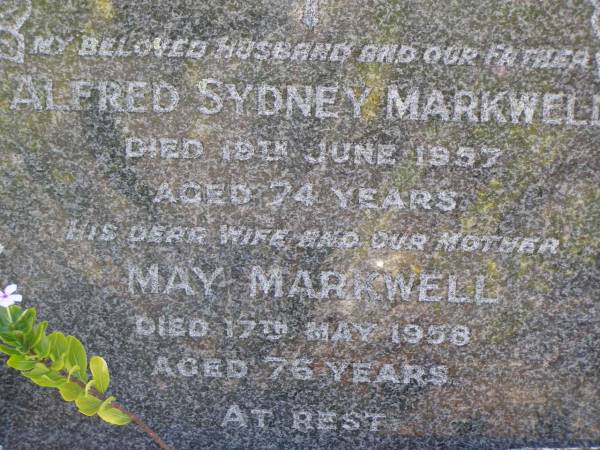 MY BELOVED HUSBAND AND OUR FATHER
ALFRED SYDNEY MARKWELL
DIED 19TH JUNE 1957
AGED 74 YEARS
HIS DEAR WIFE AND OUR MOTHER
MAY MARKWELL
DIED 17TH MAY 1958
AGED 76 YEARS
AT REST